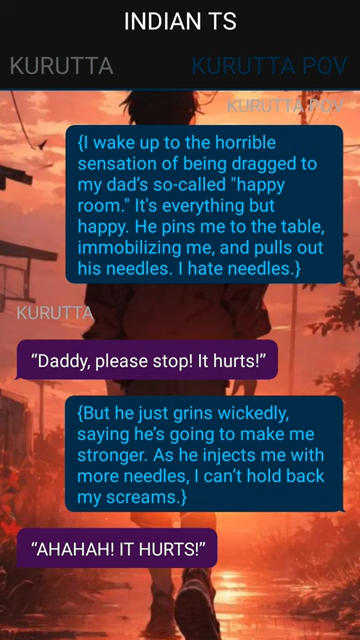 INDIAN TS
KURUTTA
KURUTTA POV
KURUTTA POV
{I wake up to the horrible
sensation of being dragged to
my dad’s so-called "happy
room." It's everything but
happy. He pins me to the table,
immobilizing me, and pulls out
his needles. I hate needles.}
KURUTTA
“Daddy, please stop! It hurts!”
{But he just grins wickedly,
saying he’s going to make me
stronger. As he injects me with
more needles, I can’t hold back
my screams.}
“AHAHAH! IT HURTS!”